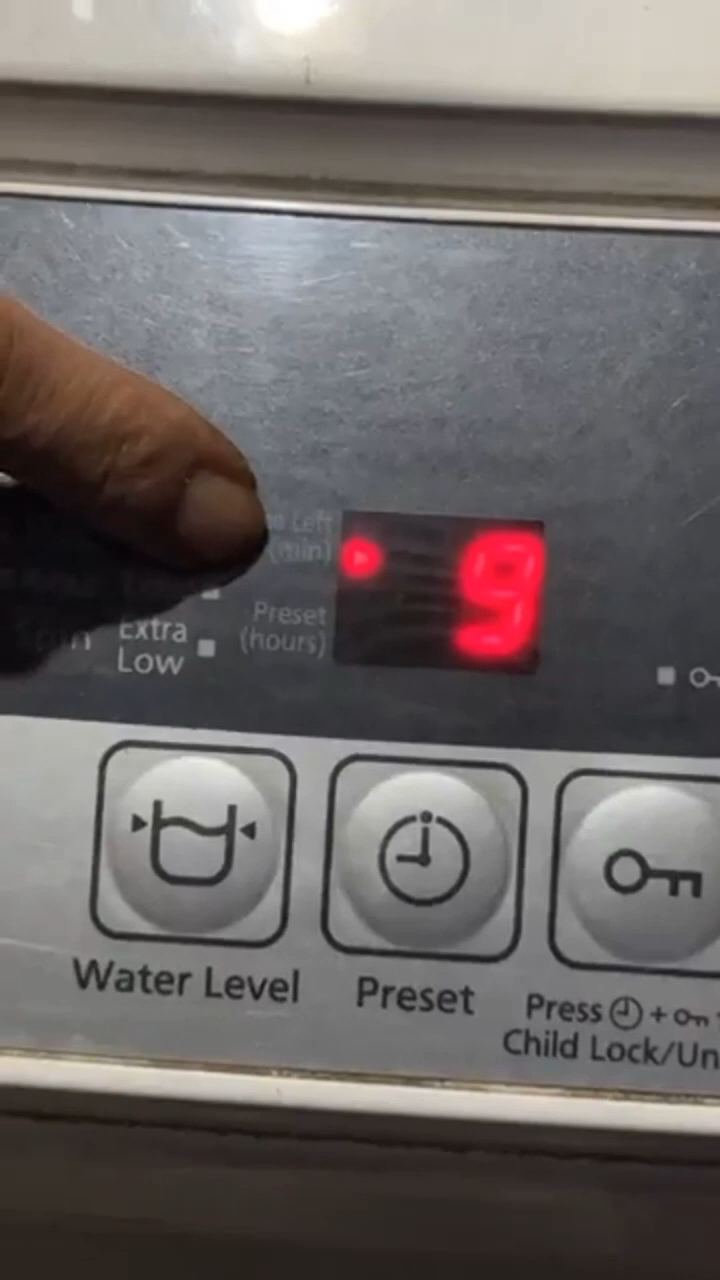 Left
(min)
9
Preset
(hours)
Extra
Low
Water Level
Preset
Press
+
Child Lock/Un